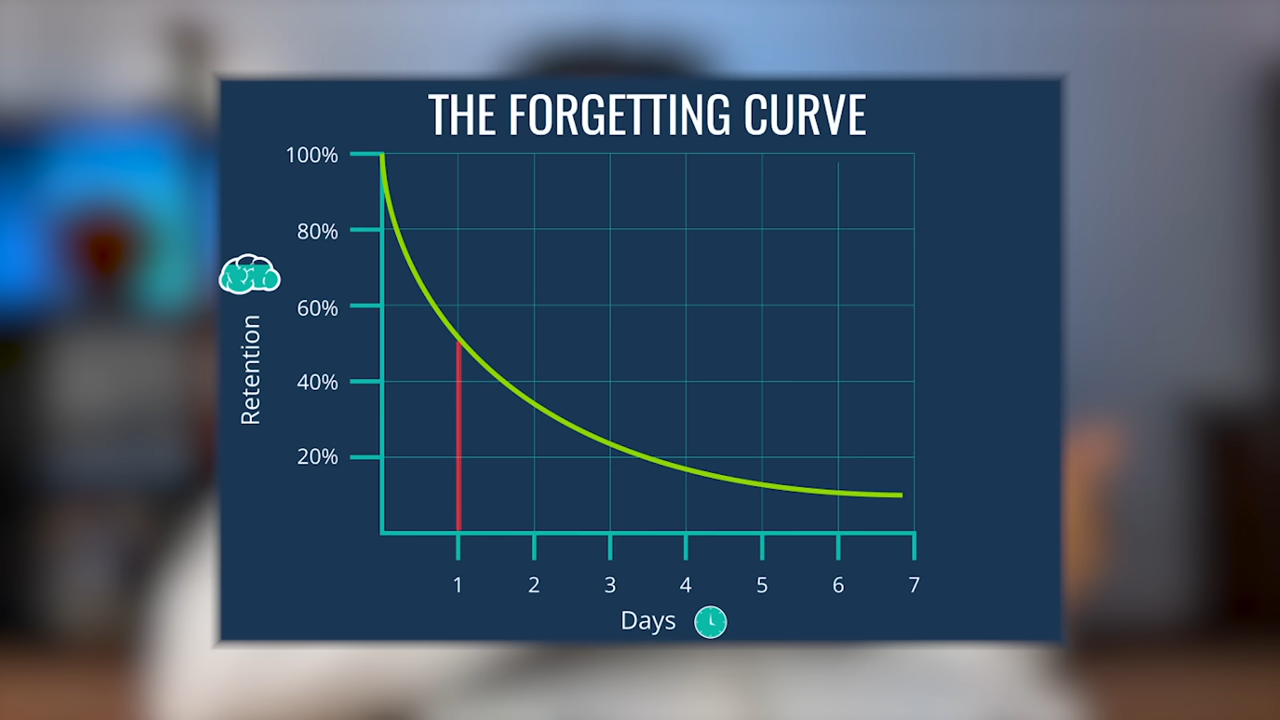 THE FORGETTING CURVE
100%
80%
60%
40%
20%
Retention
1 2 3 4 5 6 7
Days